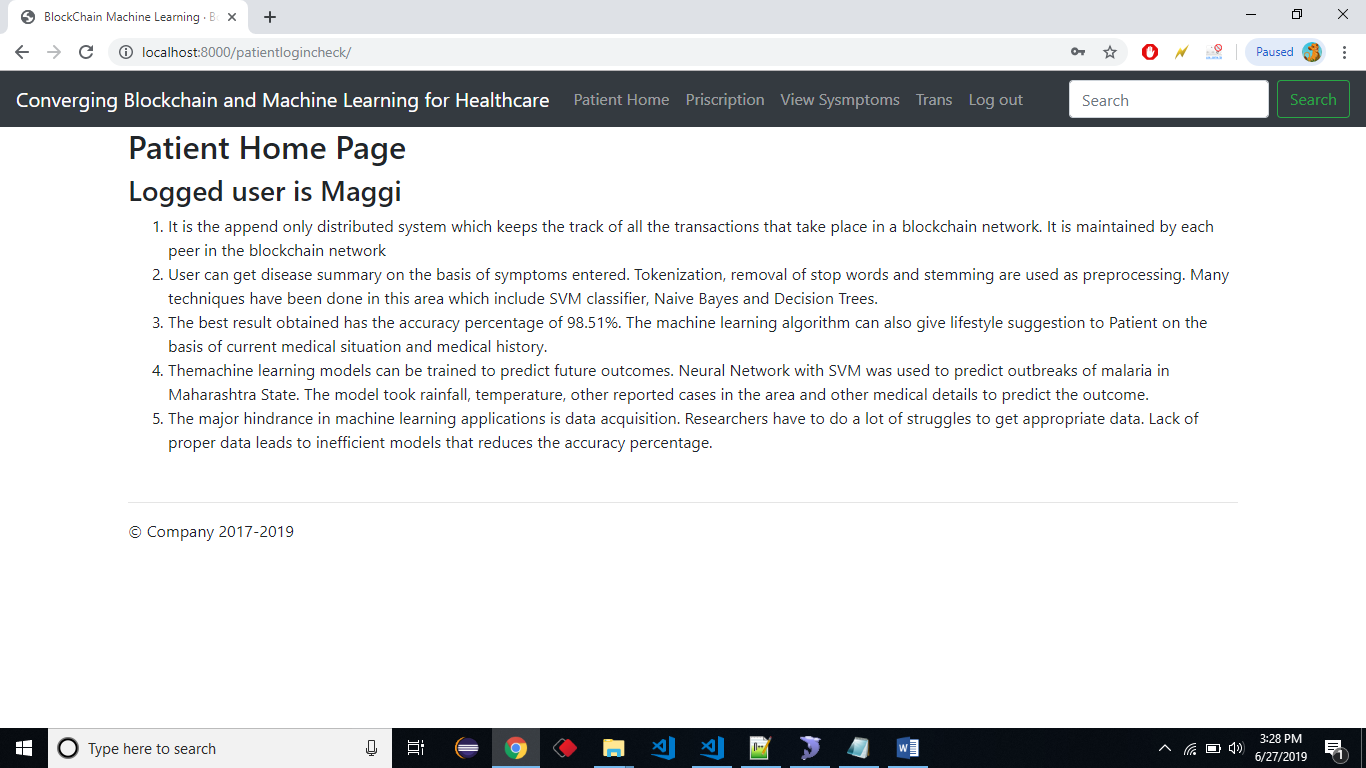 BlockChain Machine Learning · B
localhost:8000/patientlogincheck/
Paused
Converging Blockchain and Machine Learning for Healthcare Patient Home Priscription View Sysmptoms Trans Log out Search Search
Patient Home Page
Logged user is Maggi
1. It is the append only distributed system which keeps the track of all the transactions that take place in a blockchain network. It is maintained by each
peer in the blockchain network
2. User can get disease summary on the basis of symptoms entered. Tokenization, removal of stop words and stemming are used as preprocessing. Many
techniques have been done in this area which include SVM classifier, Naive Bayes and Decision Trees.
3. The best result obtained has the accuracy percentage of 98.51%. The machine learning algorithm can also give lifestyle suggestion to Patient on the
basis of current medical situation and medical history.
4. Themachine learning models can be trained to predict future outcomes. Neural Network with SVM was used to predict outbreaks of malaria in
Maharashtra State. The model took rainfall, temperature, other reported cases in the area and other medical details to predict the outcome.
5. The major hindrance in machine learning applications is data acquisition. Researchers have to do a lot of struggles to get appropriate data. Lack of
proper data leads to inefficient models that reduces the accuracy percentage.
© Company 2017-2019
Type here to search
3:28 PM
6/27/2019
1